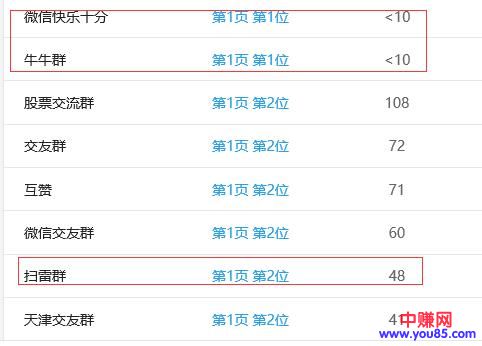 微信快乐十分 第1页 第1位 <10
牛牛群 第1页 第1位 <10
股票交流群 第1页 第2位 108
交友群 第1页 第2位 72
互赞 第1页 第2位 71
微信交友群 第1页 第2位 60
扫雷群 第1页 第2位 48
天津交友群 第1页 第2位
中赚网
www.you85.com